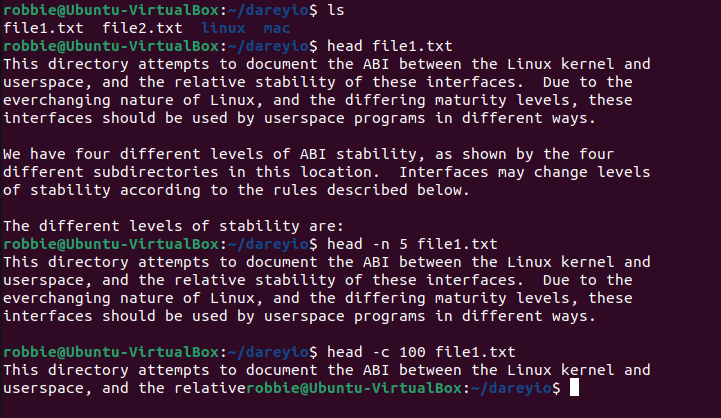 robbie@Ubuntu-VirtualBox:~/dareyio$ ls
file1.txt  file2.txt  linux  mac
robbie@Ubuntu-VirtualBox:~/dareyio$ head file1.txt
This directory attempts to document the ABI between the Linux kernel and
userspace, and the relative stability of these interfaces.  Due to the
everchanging nature of Linux, and the differing maturity levels, these
interfaces should be used by userspace programs in different ways.

We have four different levels of ABI stability, as shown by the four
different subdirectories in this location.  Interfaces may change levels
of stability according to the rules described below.

The different levels of stability are:
robbie@Ubuntu-VirtualBox:~/dareyio$ head -n 5 file1.txt
This directory attempts to document the ABI between the Linux kernel and
userspace, and the relative stability of these interfaces.  Due to the
everchanging nature of Linux, and the differing maturity levels, these
interfaces should be used by userspace programs in different ways.

robbie@Ubuntu-VirtualBox:~/dareyio$ head -c 100 file1.txt
This directory attempts to document the ABI between the Linux kernel and
userspace, and the relativerobbie@Ubuntu-VirtualBox:~/dareyio$